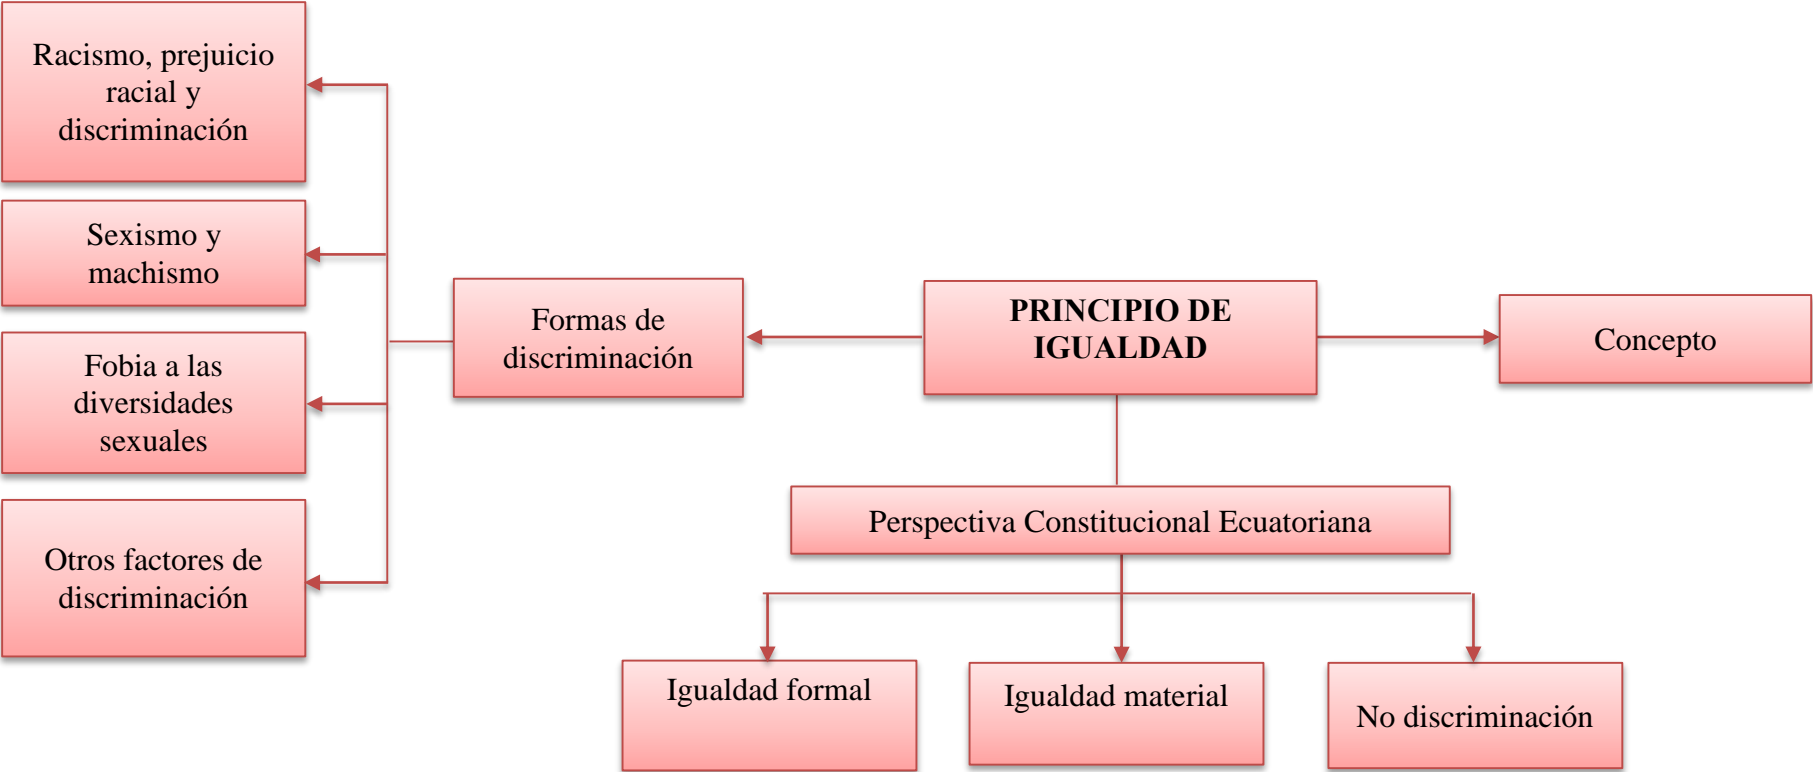 Racismo, prejuicio
racial y
discriminación
Sexismo y
machismo
Fobia a las
diversidades
sexuales
Otros factores de
discriminación
Formas de
discriminación
PRINCIPIO DE
IGUALDAD
Concepto
Perspectiva Constitucional Ecuatoriana
Igualdad formal
Igualdad material
No discriminación